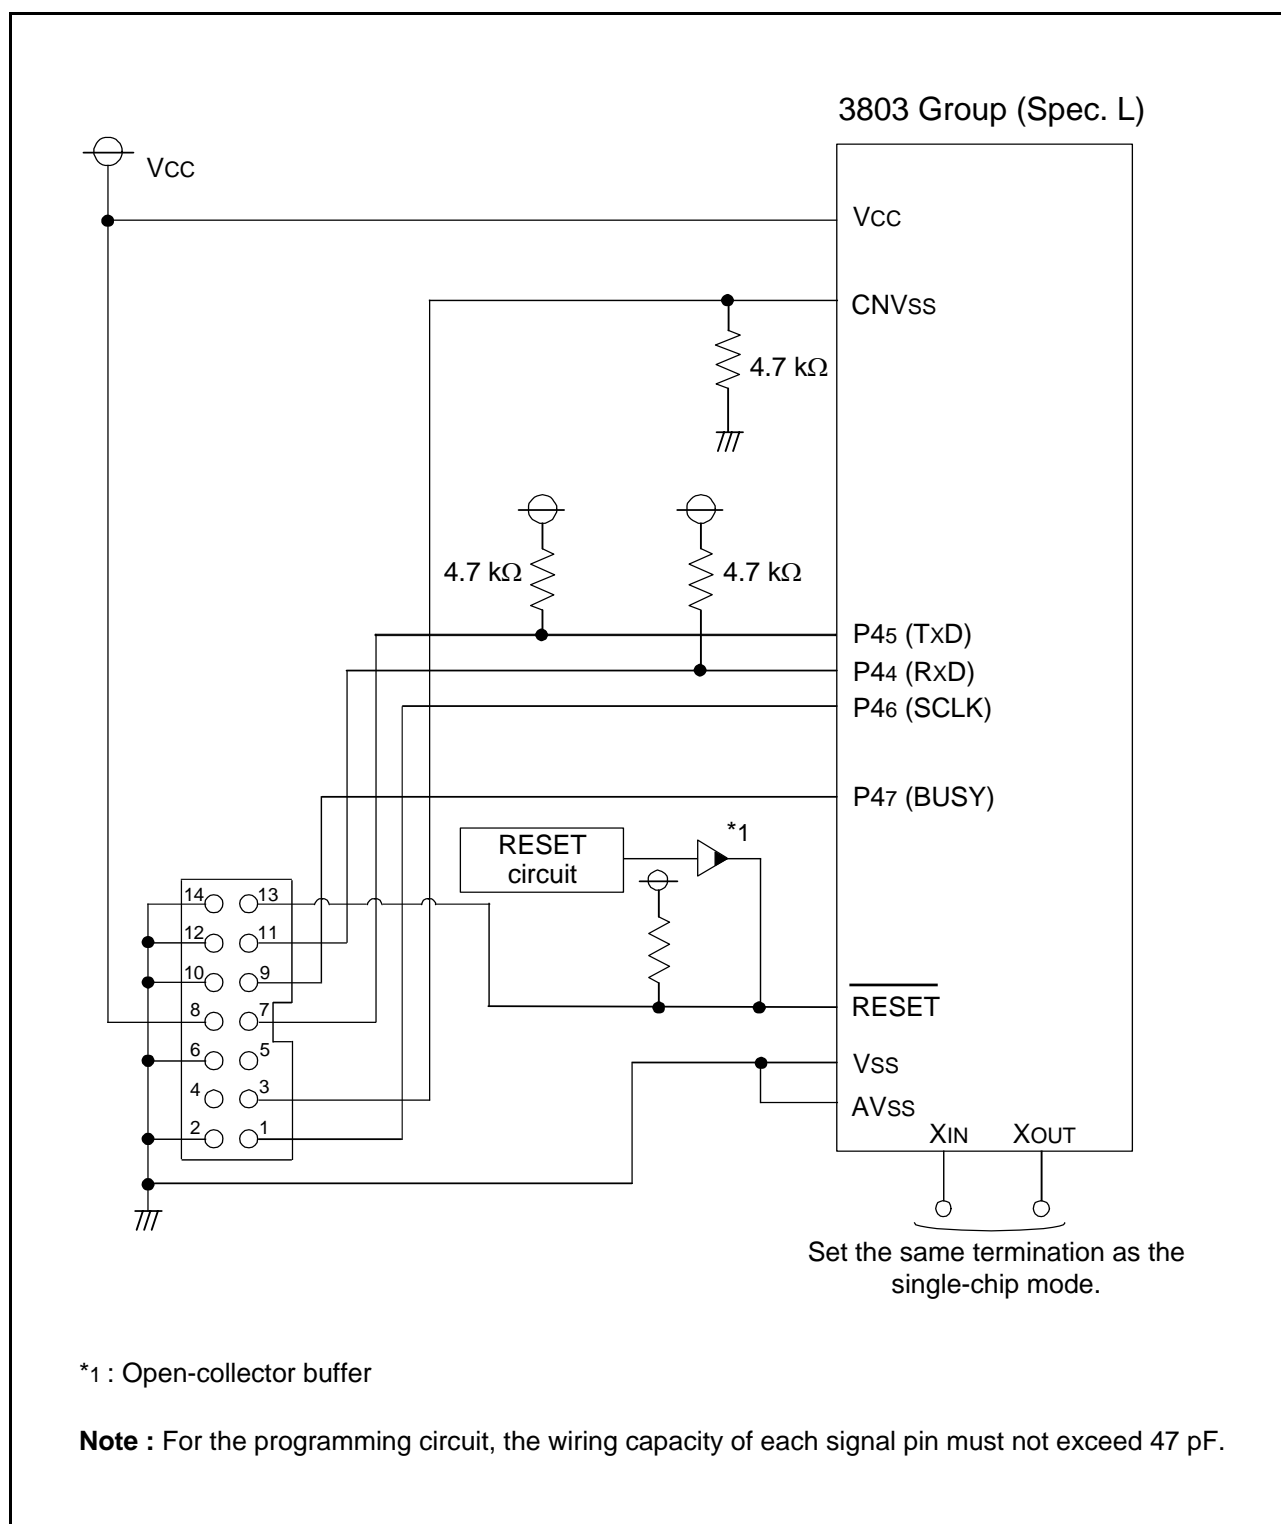 3803 Group (Spec. L)
VCC
VCC
CNVSS
4.7 kΩ
4.7 kΩ
4.7 kΩ
P45 (TXD)
P44 (RXD)
P46 (SCLK)
P47 (BUSY)
*1
RESET
circuit
14 13
12 11
10 9
8 7
6 5
4 3
2 1
RESET
VSS
AVSS
XIN XOUT
Set the same termination as the
single-chip mode.
*1 : Open-collector buffer
Note : For the programming circuit, the wiring capacity of each signal pin must not exceed 47 pF.